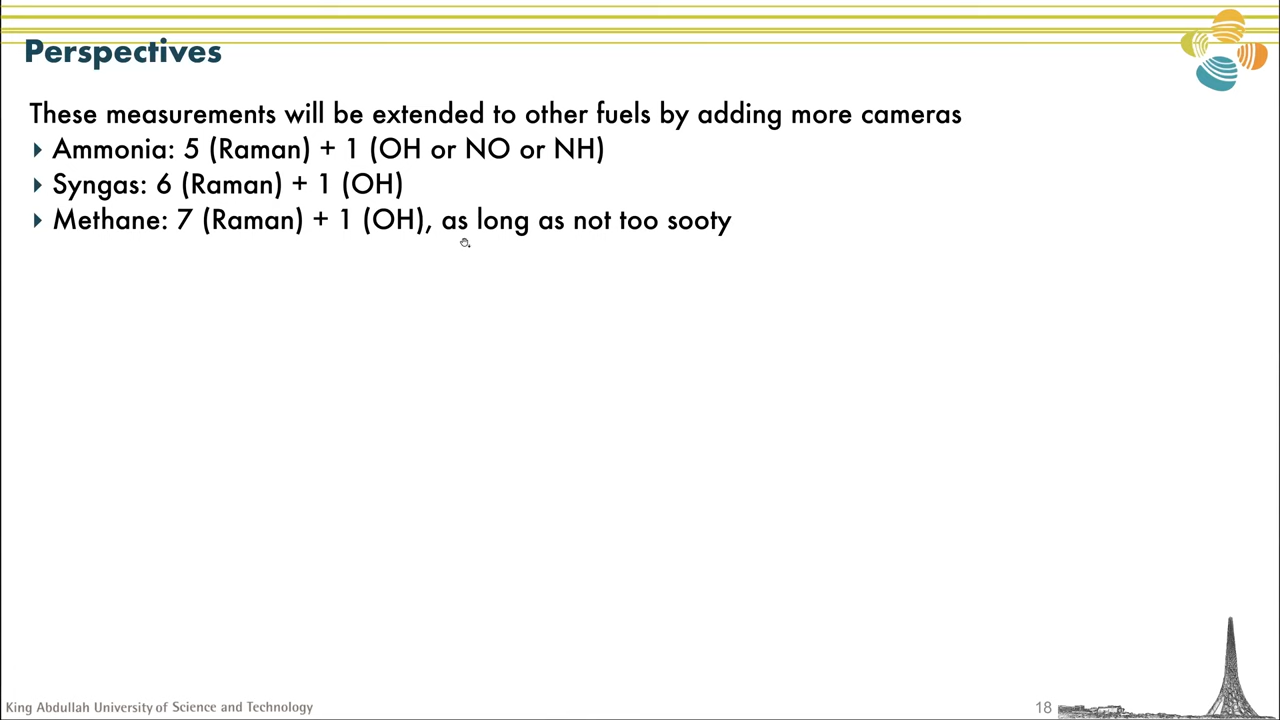 Perspectives
These measurements will be extended to other fuels by adding more cameras
Ammonia: 5 (Raman) + 1 (OH or NO or NH)
Syngas: 6 (Raman) + 1 (OH)
Methane: 7 (Raman) + 1 (OH), as long as not too sooty
King Abdullah University of Science and Technology
18